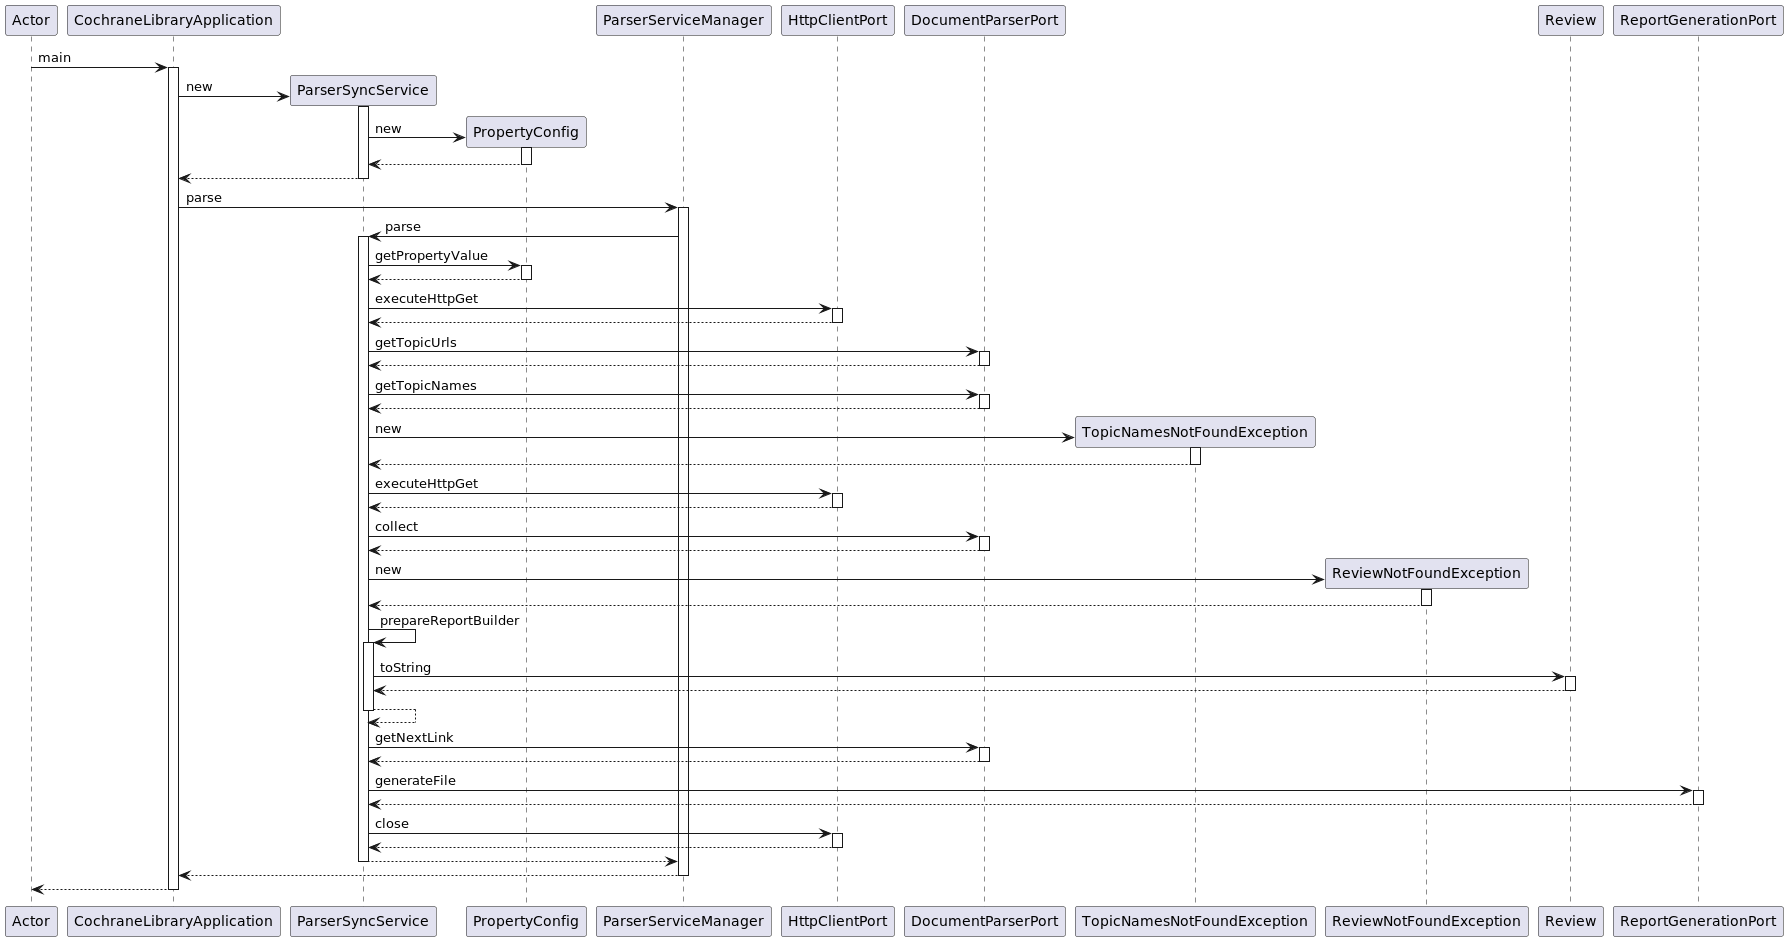 Actor CochraneLibraryApplication ParserServiceManager HttpClientPort DocumentParserPort Review ReportGenerationPort
main
new
ParserSyncService
new
PropertyConfig
parse
parse
getPropertyValue
executeHttpGet
getTopicUrls
getTopicNames
new
TopicNamesNotFoundException
executeHttpGet
collect
new
ReviewNotFoundException
prepareReportBuilder
toString
getNextLink
generateFile
close
Actor CochraneLibraryApplication ParserSyncService PropertyConfig ParserServiceManager HttpClientPort DocumentParserPort TopicNamesNotFoundException ReviewNotFoundException Review ReportGenerationPort